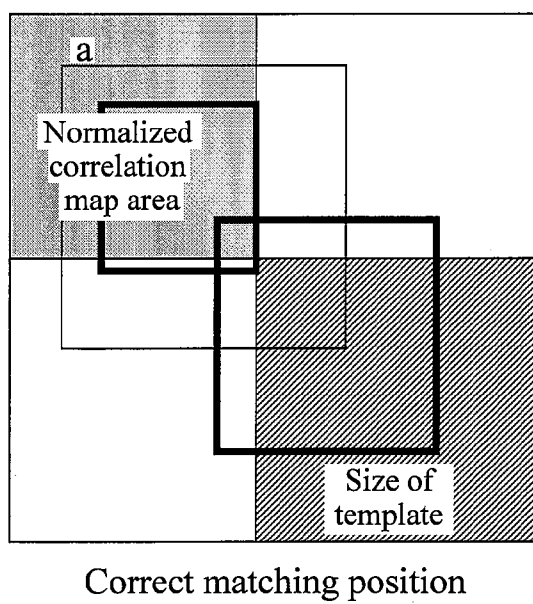 a
Normalized
correlation
map area
Size of
template
Correct matching position